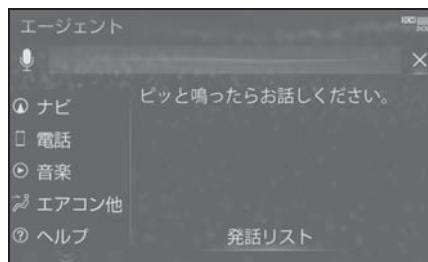 エージェント
ピッと鳴ったらお話しください。
ナビ
電話
音楽
エアコン他
ヘルプ
発話リスト